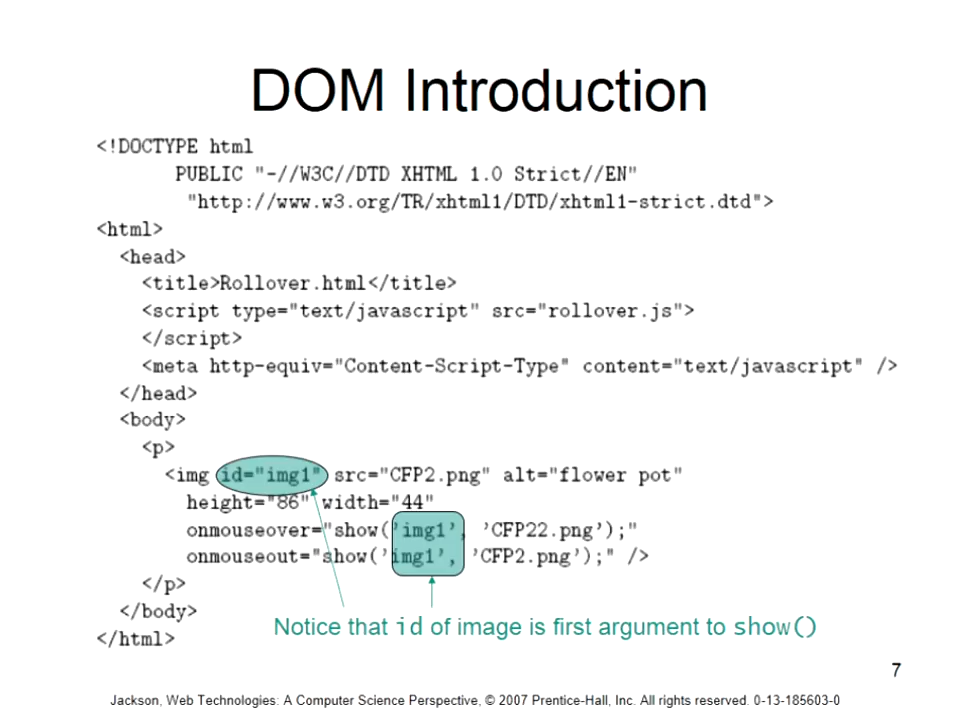 DOM Introduction
<!DOCTYPE html
PUBLIC "-//W3C//DTD XHTML 1.0 Strict//EN"
"http://www.w3.org/TR/xhtml1/DTD/xhtml1-strict.dtd">
<html>
<head>
<title>Rollover.html</title>
<script type="text/javascript" src="rollover.js">
</script>
<meta http-equiv="Content-Script-Type" content="text/javascript" />
</head>
<body>
<p>
<img id="img1" src="CFP2.png" alt="flower pot"
height="86" width="44"
onmouseover="show('img1', 'CFP22.png');"
onmouseout="show('img1', 'CFP2.png');" />
</p>
</body>
</html>
Notice that id of image is first argument to show()
7
Jackson, Web Technologies: A Computer Science Perspective, © 2007 Prentice-Hall, Inc. All rights reserved. 0-13-185603-0